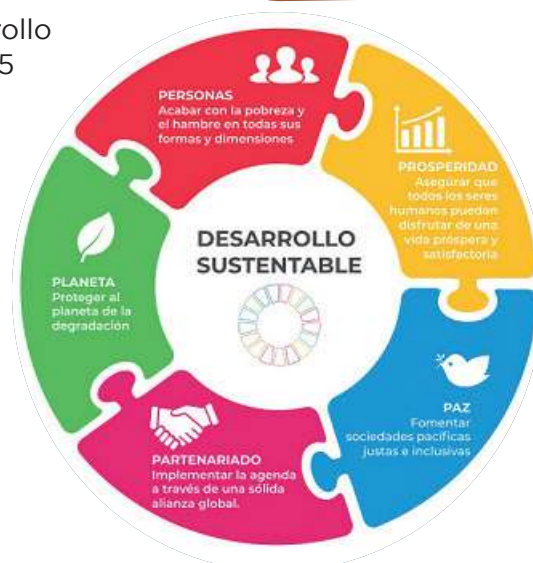 rollo
5
PERSONAS
Acabar con la pobreza y
el hambre en todas sus
formas y dimensiones
PROSPERIDAD
Asegurar que
todos los seres
humanos puedan
disfrutar de una
vida próspera y
satisfactoria
DESARROLLO
SUSTENTABLE
PLANETA
Proteger al
planeta de la
degradación
PAZ
Fomentar
sociedades pacíficas
justas e inclusivas
PARTENARIADO
Implementar la agenda
a través de una sólida
alianza global.